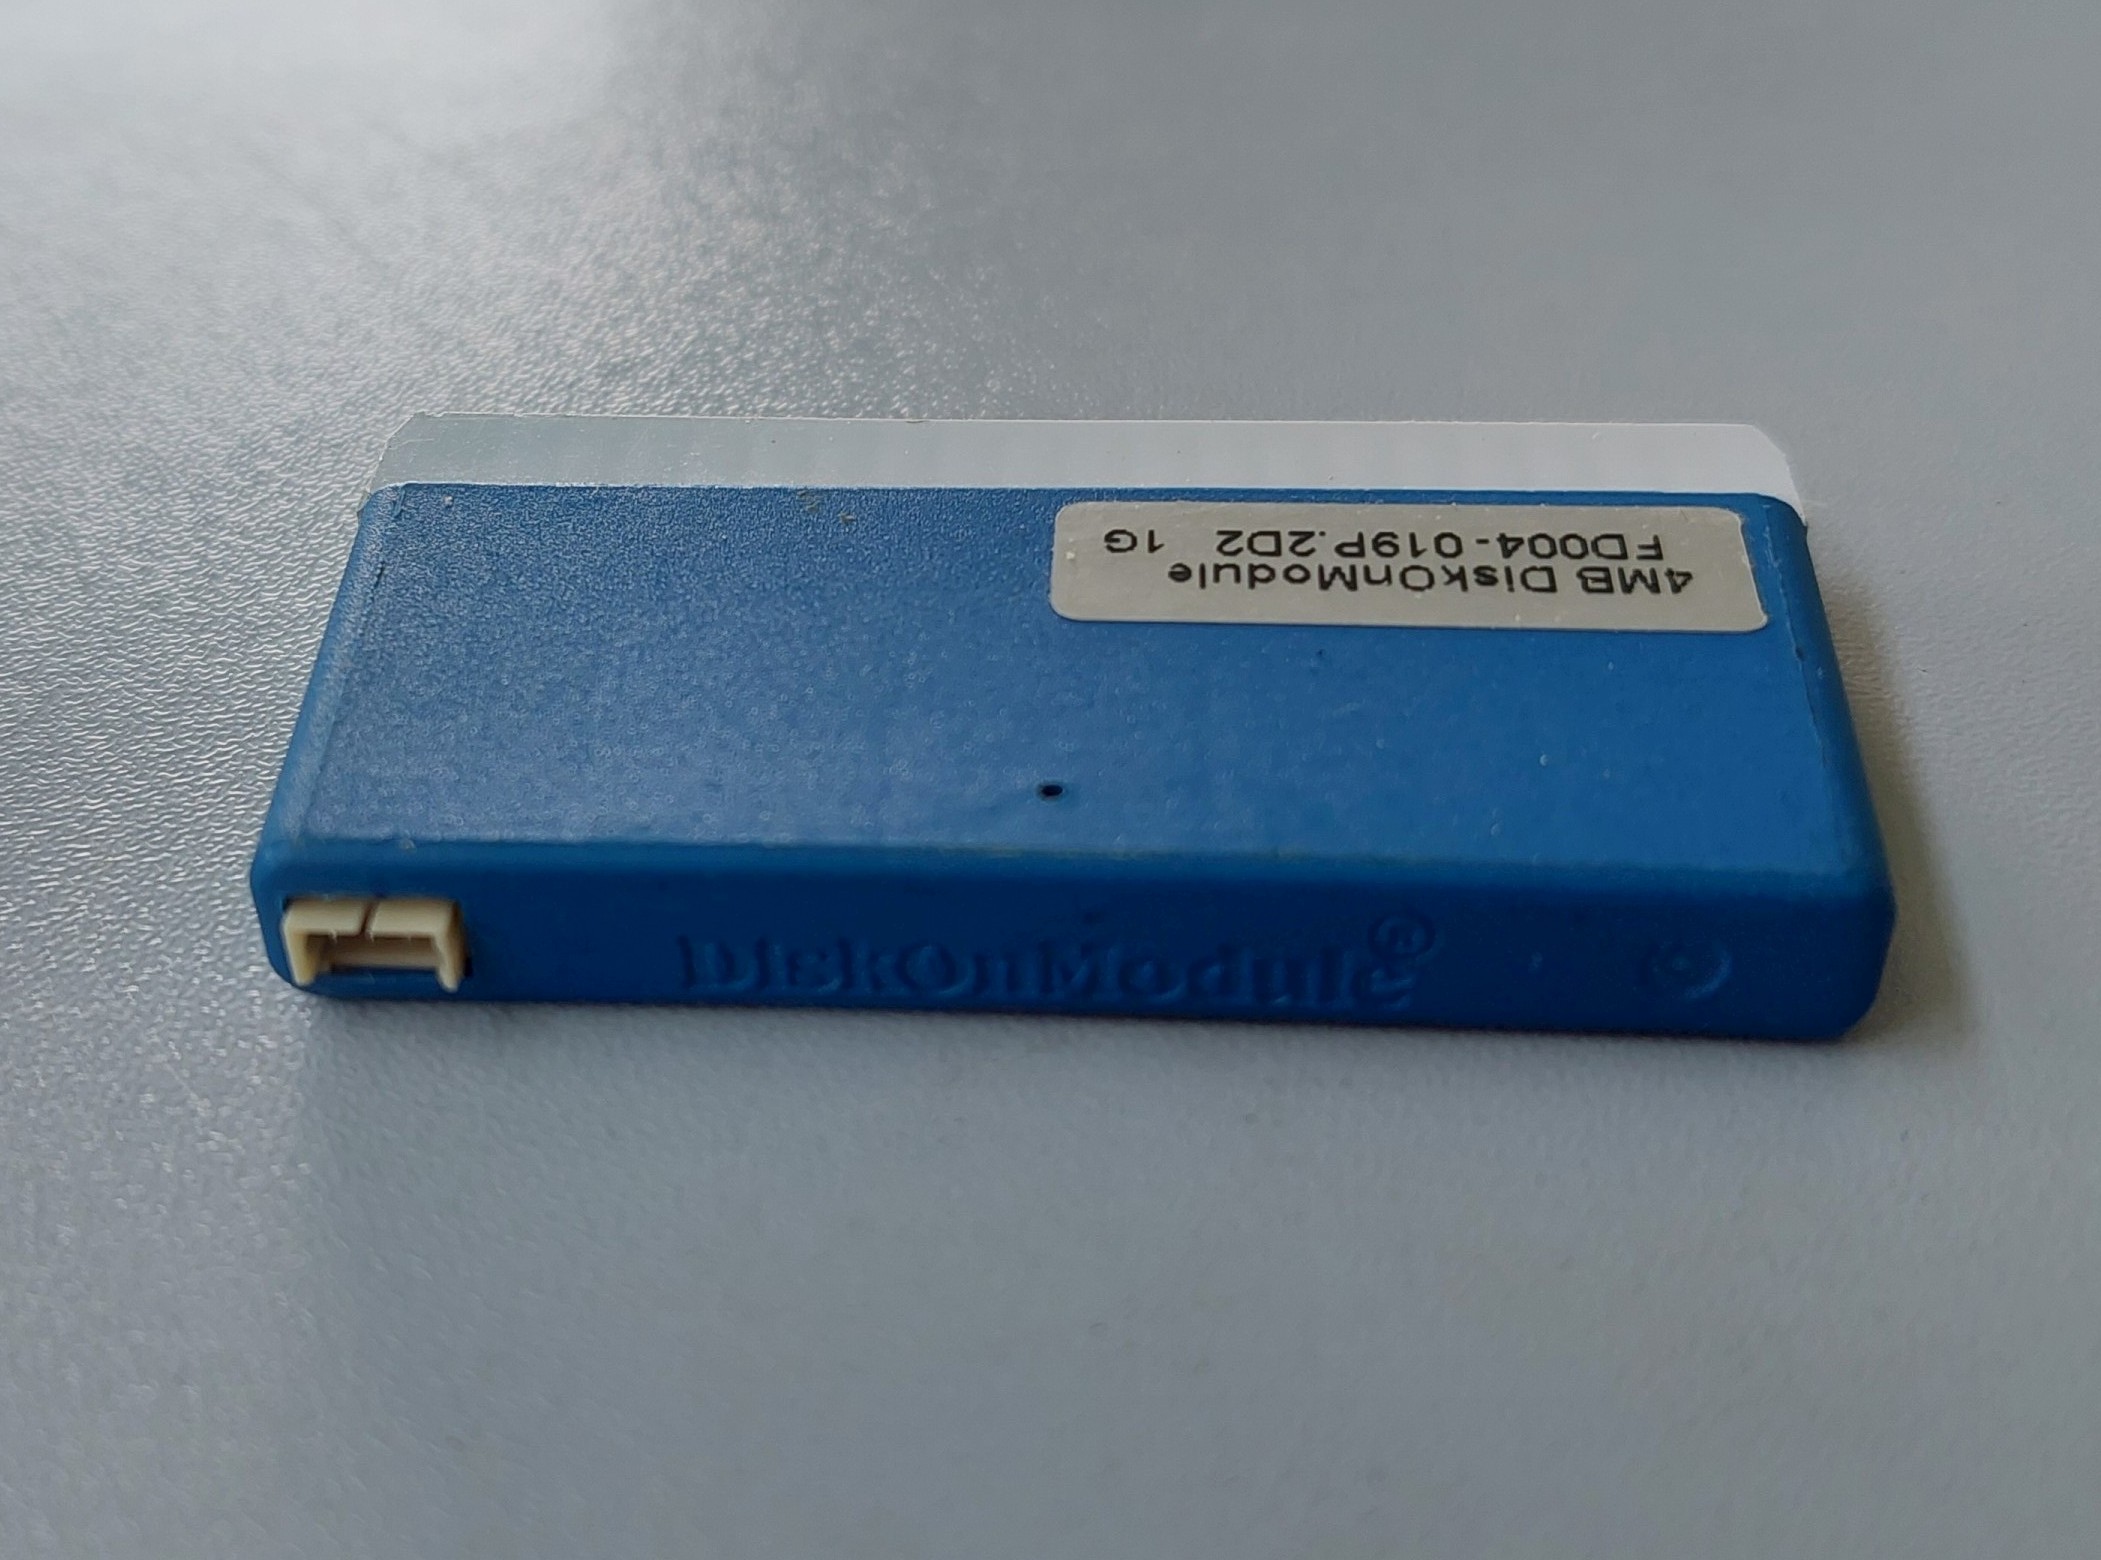 4MB DiskOnModule
FD004-019P.2D2 1G
DiskOnModule®